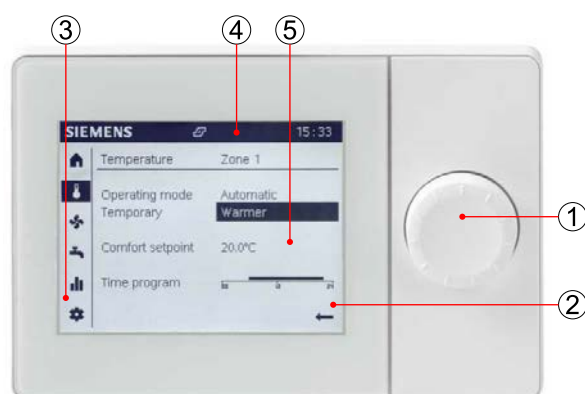 3 4 5
SIEMENS 15:33
Temperature Zone 1
Operating mode Automatic
Temporary Warmer
Comfort setpoint 20.0°C
Time program
1
2